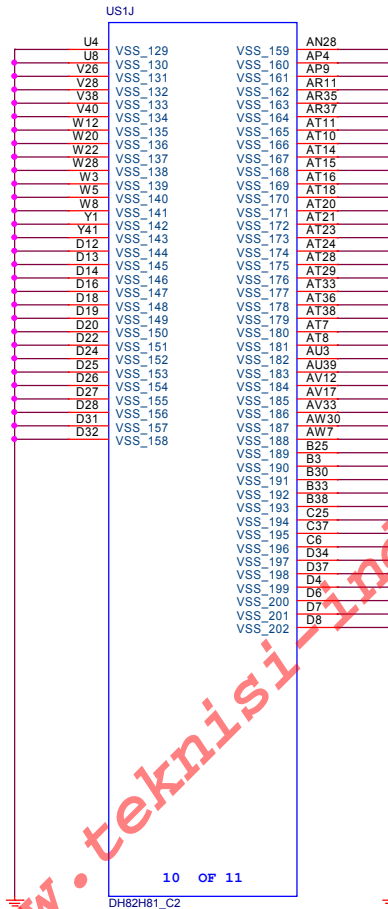 US1J
U4 VSS_129 VSS_159 AN28
U8 VSS_130 VSS_160 AP4
V26 VSS_131 VSS_161 AP9
V28 VSS_132 VSS_162 AR11
V38 VSS_133 VSS_163 AR35
V40 VSS_134 VSS_164 AR37
W12 VSS_135 VSS_165 AT11
W20 VSS_136 VSS_166 AT10
W22 VSS_137 VSS_167 AT14
W28 VSS_138 VSS_168 AT15
W3 VSS_139 VSS_169 AT16
W5 VSS_140 VSS_170 AT18
W8 VSS_141 VSS_171 AT20
Y1 VSS_142 VSS_172 AT21
Y41 VSS_143 VSS_173 AT23
D12 VSS_144 VSS_174 AT24
D13 VSS_145 VSS_175 AT28
D14 VSS_146 VSS_176 AT29
D16 VSS_147 VSS_177 AT33
D18 VSS_148 VSS_178 AT36
D19 VSS_149 VSS_179 AT38
D20 VSS_150 VSS_180 AT7
D22 VSS_151 VSS_181 AT8
D24 VSS_152 VSS_182 AU3
D25 VSS_153 VSS_183 AU39
D26 VSS_154 VSS_184 AV12
D27 VSS_155 VSS_185 AV17
D28 VSS_156 VSS_186 AV33
D31 VSS_157 VSS_187 AW30
D32 VSS_158 VSS_188 AW7
VSS_189 B25
VSS_190 B3
VSS_191 B30
VSS_192 B33
VSS_193 B38
VSS_194 C25
VSS_195 C37
VSS_196 C6
VSS_197 D34
VSS_198 D37
VSS_199 D4
VSS_200 D6
VSS_201 D7
VSS_202 D8
w.teknisi-in
10 OF 11
DH82H81_C2